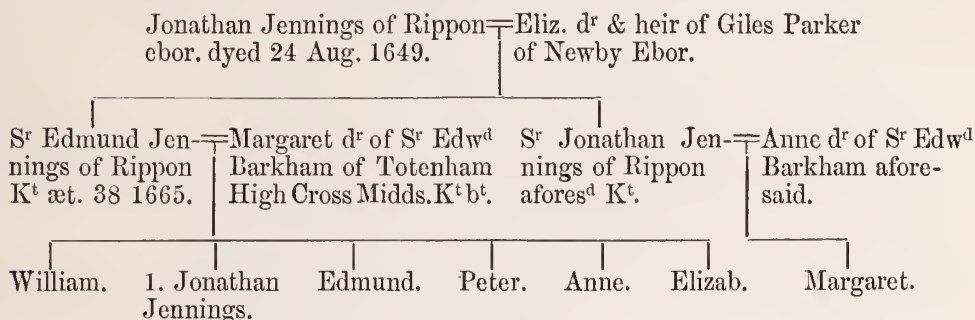 Jonathan Jennings of Rippon
ebor. dyed 24 Aug. 1649.
Eliz. dr & heir of Giles Parker
of Newby Ebor.
Sr Edmund Jen-
nings of Rippon
Kt æt. 38 1665.
Margaret dr of Sr Edwd
Barkham of Totenham
High Cross Midds. Kt bt.
Sr Jonathan Jen-
nings of Rippon
aforesd Kt.
Anne dr of Sr Edwd
Barkham afore-
said.
William.
1. Jonathan
Jennings.
Edmund.
Peter.
Anne.
Elizab.
Margaret.